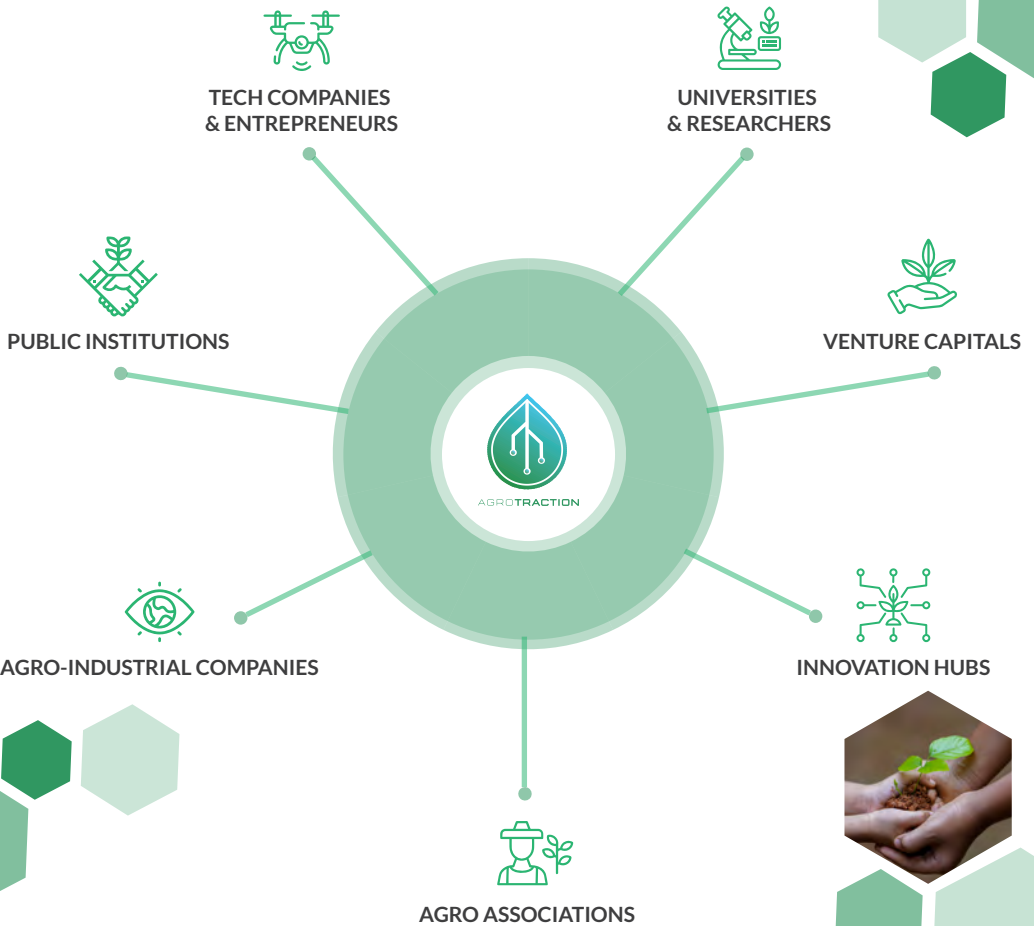 TECH COMPANIES
& ENTREPRENEURS
UNIVERSITIES
& RESEARCHERS
PUBLIC INSTITUTIONS
VENTURE CAPITALS
AGROTRACTION
AGRO-INDUSTRIAL COMPANIES
INNOVATION HUBS
AGRO ASSOCIATIONS